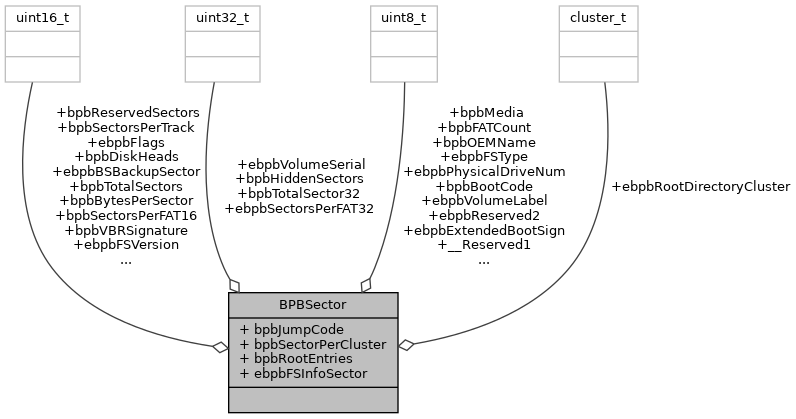 uint16_t
uint32_t
uint8_t
cluster_t
+bpbReservedSectors
+bpbSectorsPerTrack
+ebpbFlags
+bpbDiskHeads
+ebpbBSBackupSector
+bpbTotalSectors
+bpbBytesPerSector
+bpbSectorsPerFAT16
+bpbVBRSignature
+ebpbFSVersion
...
+ebpbVolumeSerial
+bpbHiddenSectors
+bpbTotalSector32
+ebpbSectorsPerFAT32
+bpbMedia
+bpbFATCount
+bpbOEMName
+ebpbFSType
+ebpbPhysicalDriveNum
+bpbBootCode
+ebpbVolumeLabel
+ebpbReserved2
+ebpbExtendedBootSign
+__Reserved1
...
+ebpbRootDirectoryCluster
BPBSector
+ bpbJumpCode
+ bpbSectorPerCluster
+ bpbRootEntries
+ ebpbFSInfoSector